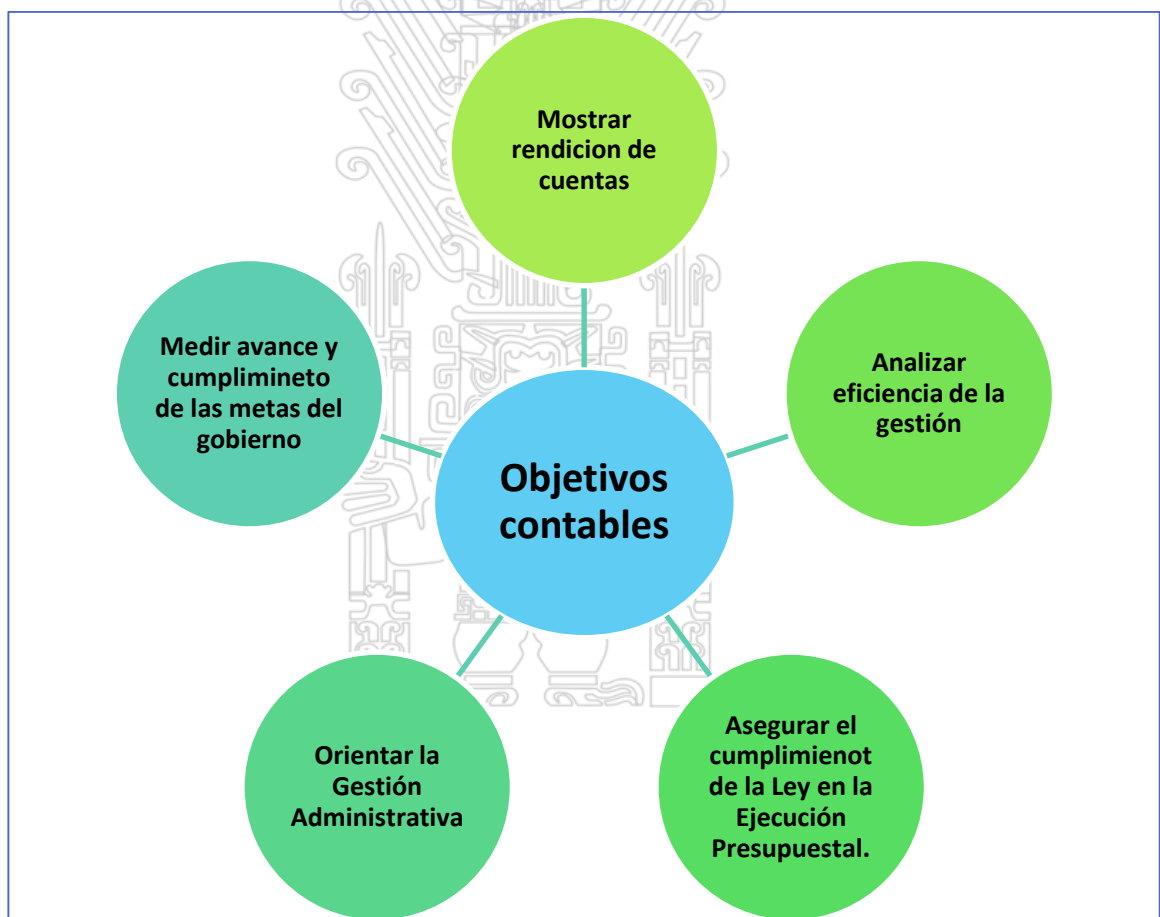 Mostrar
rendicion de
cuentas
Analizar
eficiencia de la
gestión
Asegurar el
cumplimienot
de la Ley en la
Ejecución
Presupuestal.
Orientar la
Gestión
Administrativa
Medir avance y
cumplimineto
de las metas del
gobierno
Objetivos
contables